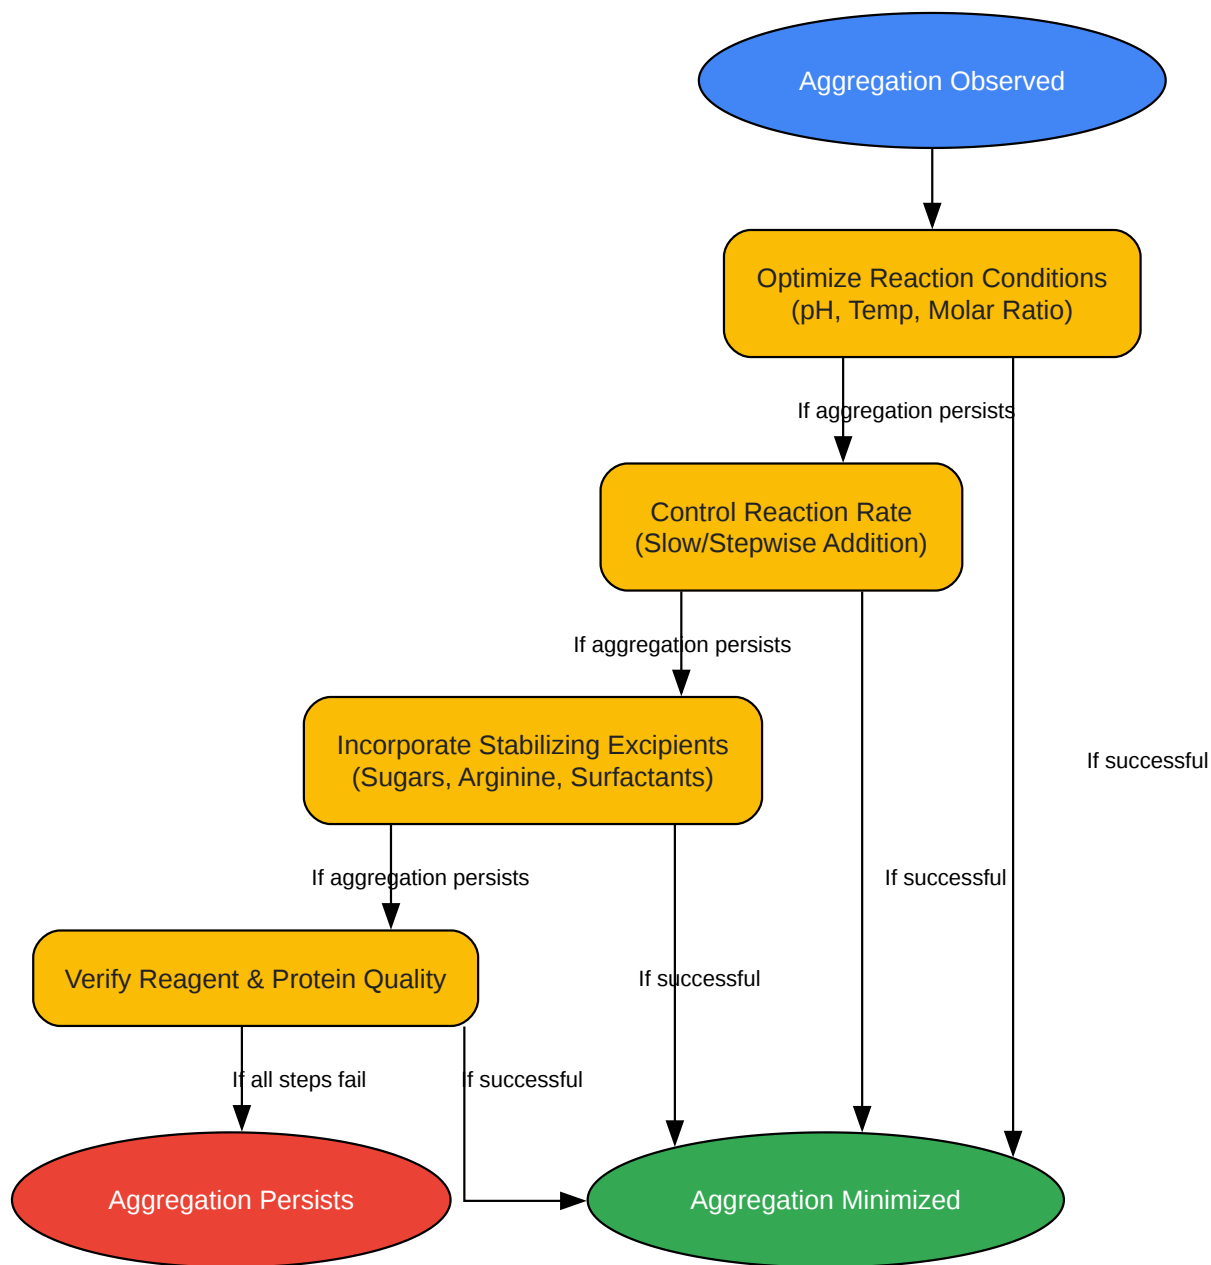 Aggregation Observed
Optimize Reaction Conditions
(pH, Temp, Molar Ratio)
If aggregation persists
Control Reaction Rate
(Slow/Stepwise Addition)
If aggregation persists
Incorporate Stabilizing Excipients
(Sugars, Arginine, Surfactants)
If successful
If aggregation persists
If successful
Verify Reagent & Protein Quality
If successful
If all steps fail
If successful
Aggregation Persists
Aggregation Minimized